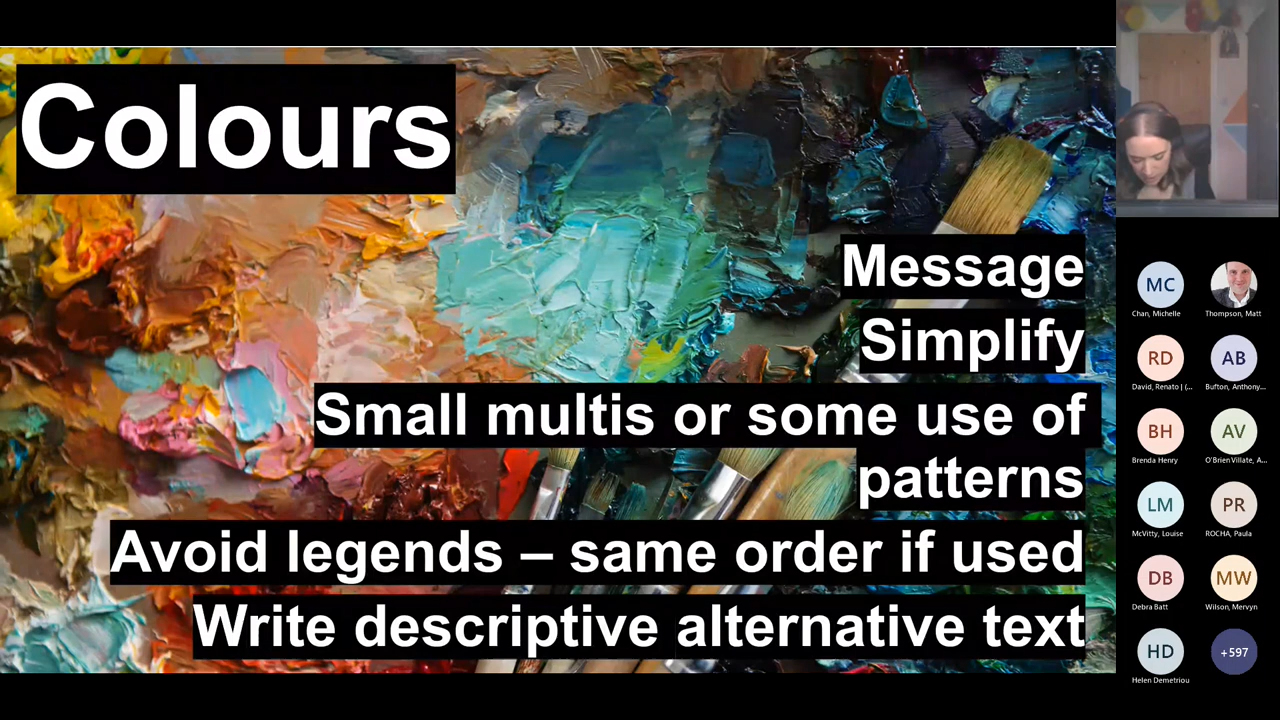 Colours
Message
Simplify
Small multis or some use of
patterns
Avoid legends – same order if used
Write descriptive alternative text
MC
Chan, Michelle
Thompson, Matt
RD
David, Renato | (...
AB
Bufton, Anthony...
BH
Brenda Henry
AV
O'Brien Villate, A...
LM
McVitty, Louise
PR
ROCHA, Paula
DB
Debra Batt
MW
Wilson, Mervyn
HD
Helen Demetriou
+597